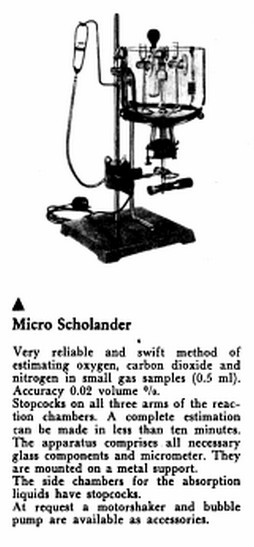 Micro Scholander
Very reliable and swift method of
estimating oxygen, carbon dioxide and
nitrogen in small gas samples (0.5 ml).
Accuracy 0.02 volume %.
Stopcocks on all three arms of the reac-
tion chambers. A complete estimation
can be made in less than ten minutes.
The apparatus comprises all necessary
glass components and micrometer. They
are mounted on a metal support.
The side chambers for the absorption
liquids have stopcocks.
At request a motorshaker and bubble
pump are available as accessories.